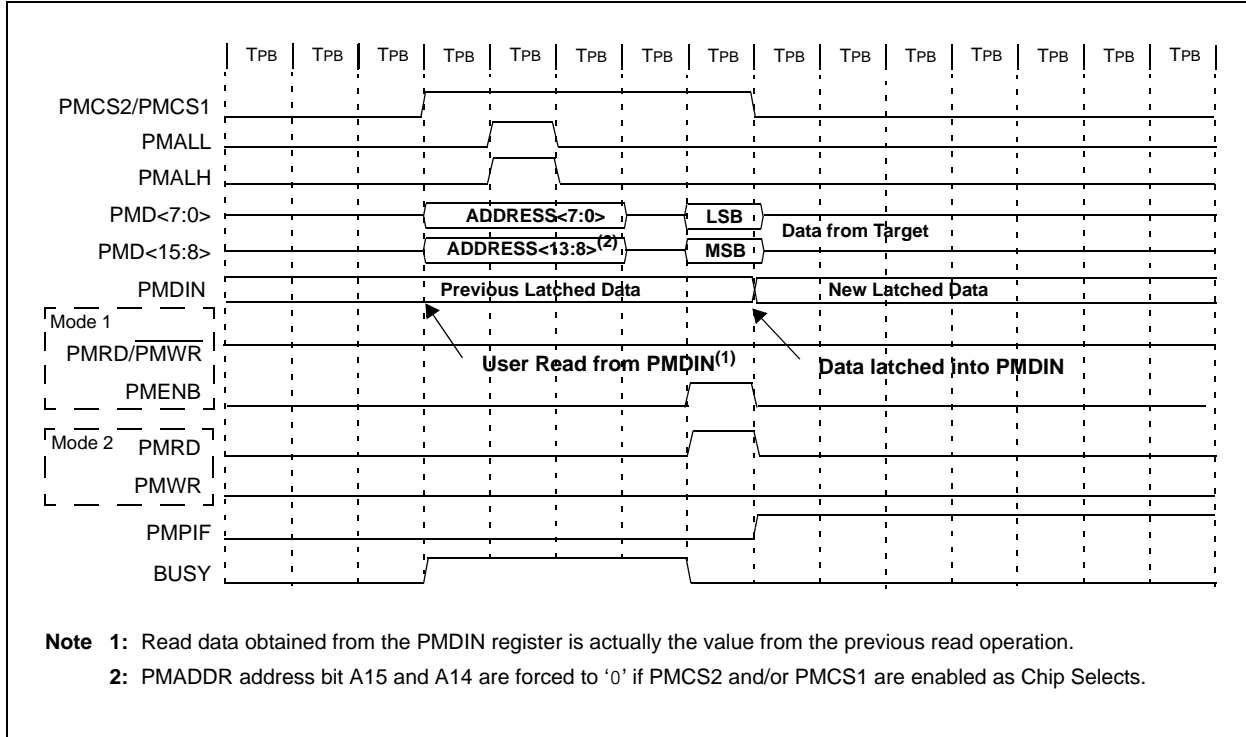 TPB TPB TPB TPB TPB TPB TPB TPB TPB TPB TPB TPB TPB TPB TPB
PMCS2/PMCS1
PMALL
PMALH
PMD<7:0> ADDRESS<7:0> LSB
Data from Target
PMD<15:8> ADDRESS<13:8>(2) MSB
PMDIN Previous Latched Data New Latched Data
Mode 1
PMRD/PMWR
User Read from PMDIN(1) Data latched into PMDIN
PMENB
Mode 2 PMRD
PMWR
PMPIF
BUSY
Note 1: Read data obtained from the PMDIN register is actually the value from the previous read operation.
2: PMADDR address bit A15 and A14 are forced to ‘0’ if PMCS2 and/or PMCS1 are enabled as Chip Selects.